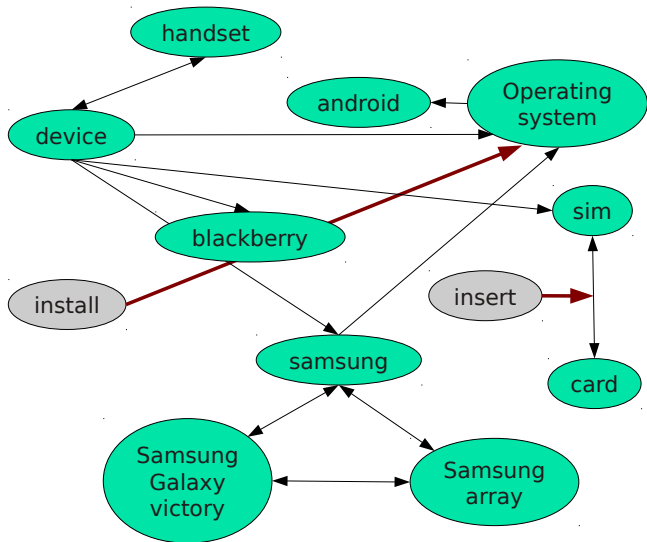 handset
android
Operating
system
device
sim
blackberry
install
insert
samsung
card
Samsung
Galaxy
victory
Samsung
array